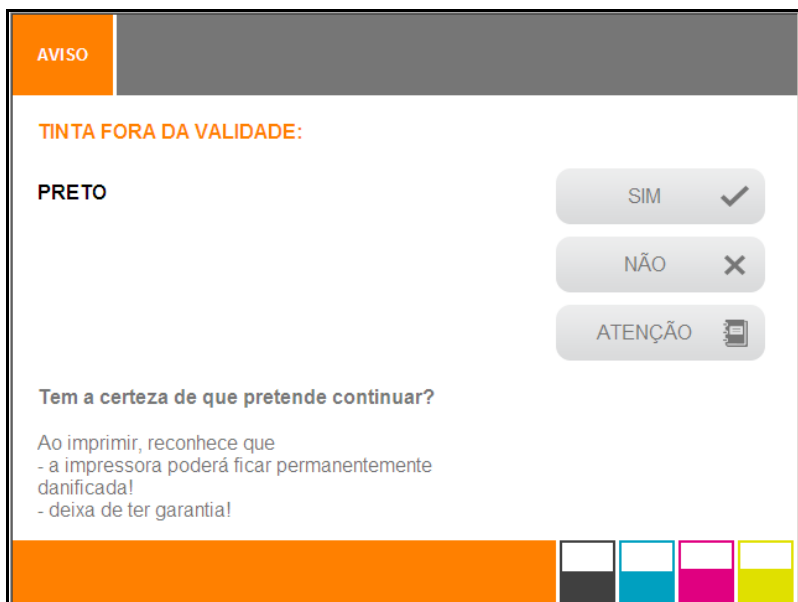 AVISO
TINTA FORA DA VALIDADE:
PRETO
SIM
NÃO
ATENÇÃO
Tem a certeza de que pretende continuar?
Ao imprimir, reconhece que
- a impressora poderá ficar permanentemente
danificada!
- deixa de ter garantia!